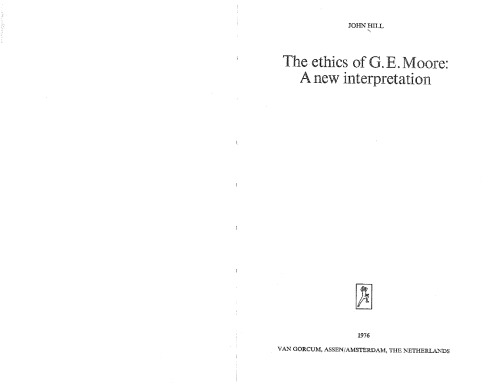 JOHN HILL
The ethics of G.E. Moore:
A new interpretation
1976
VAN GORCUM, ASSEN/AMSTERDAM, THE NETHERLANDS